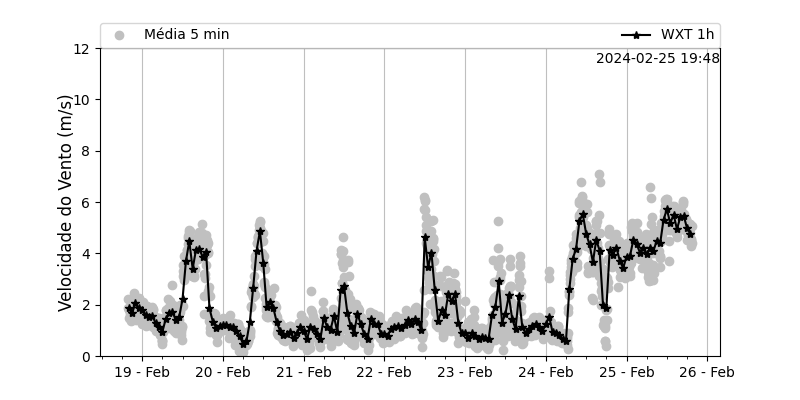 Média 5 min
WXT 1h
2024-02-25 19:48
Velocidade do Vento (m/s)
12
10
8
6
4
2
0
19 - Feb
20 - Feb
21 - Feb
22 - Feb
23 - Feb
24 - Feb
25 - Feb
26 - Feb